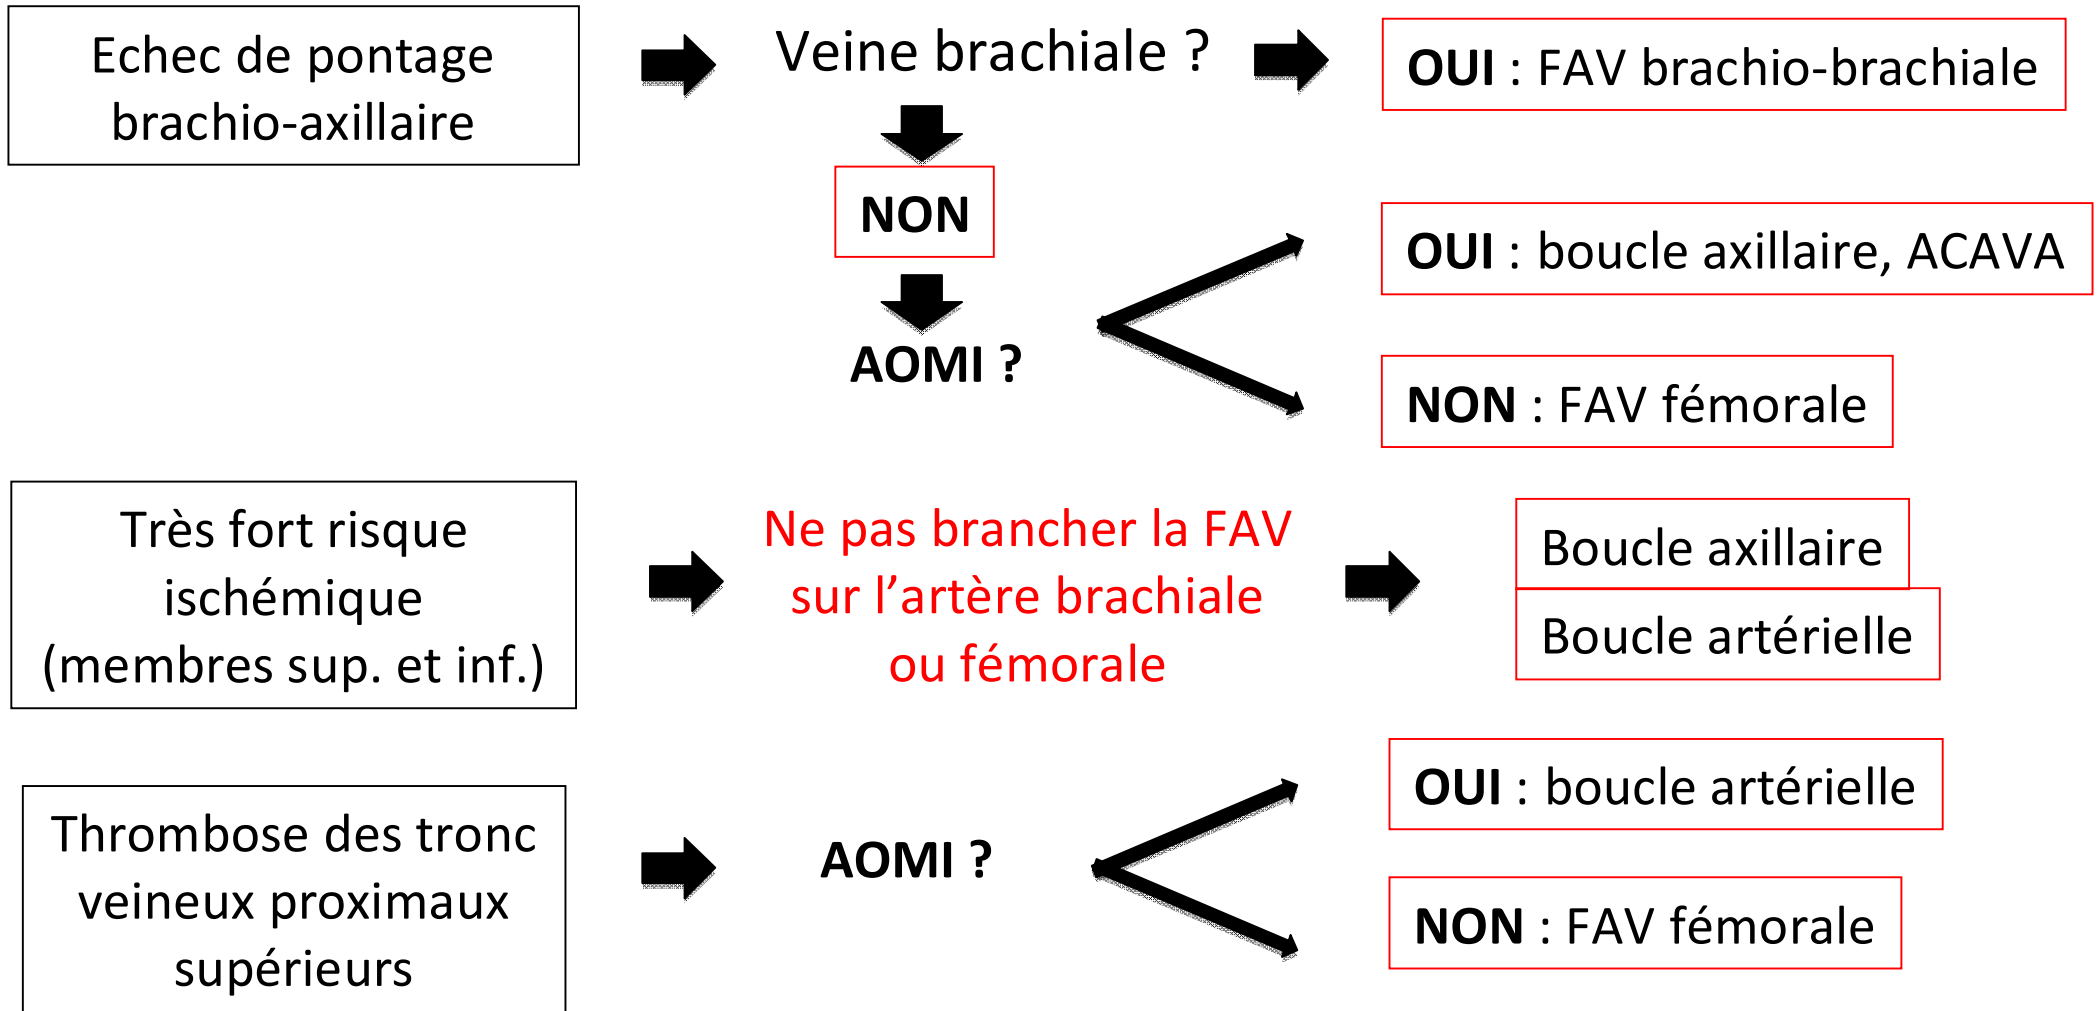 Echec de pontage
brachio-axillaire
Veine brachiale ?
OUI : FAV brachio-brachiale
NON
AOMI ?
OUI : boucle axillaire, ACAVA
NON : FAV fémorale
Très fort risque
ischémique
(membres sup. et inf.)
Ne pas brancher la FAV
sur l’artère brachiale
ou fémorale
Boucle axillaire
Boucle artérielle
Thrombose des tronc
veineux proximaux
supérieurs
AOMI ?
OUI : boucle artérielle
NON : FAV fémorale